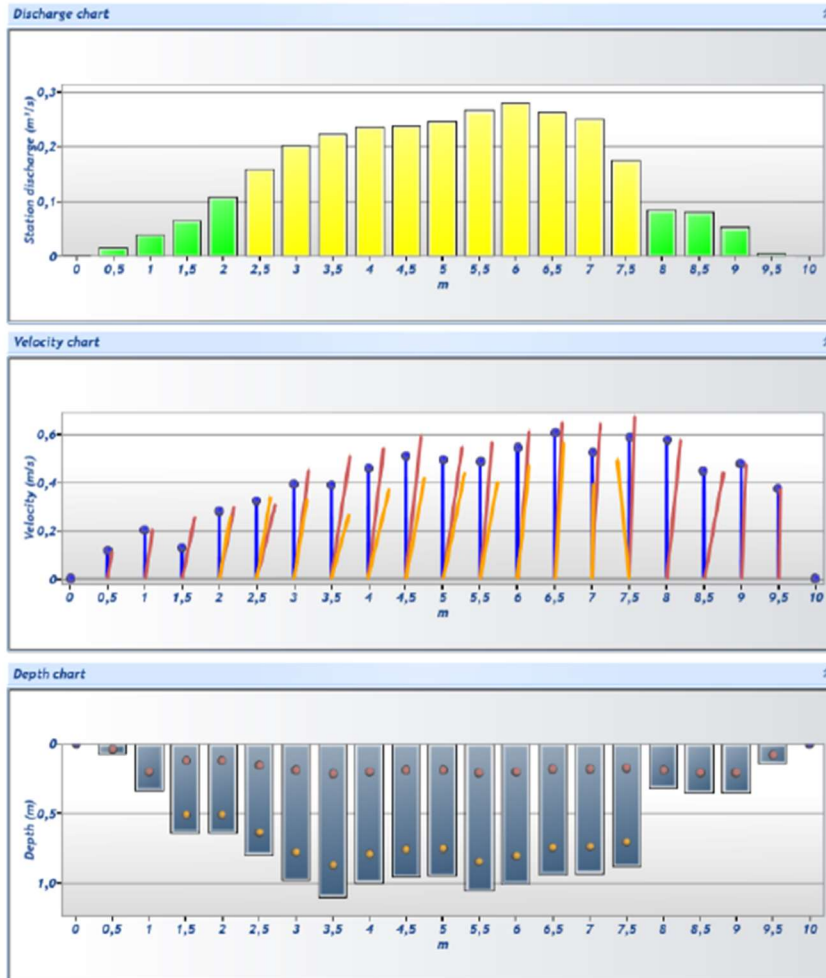 Discharge chart
Station discharge (m³/s)
0,3
0,2
0,1
0
0 0,5 1 1,5 2 2,5 3 3,5 4 4,5 5 5,5 6 6,5 7 7,5 8 8,5 9 9,5 10
m
Velocity chart
Velocity (m/s)
0,6
0,4
0,2
0
0 0,5 1 1,5 2 2,5 3 3,5 4 4,5 5 5,5 6 6,5 7 7,5 8 8,5 9 9,5 10
m
Depth chart
Depth (m)
0
0,5
1,0
0 0,5 1 1,5 2 2,5 3 3,5 4 4,5 5 5,5 6 6,5 7 7,5 8 8,5 9 9,5 10
m